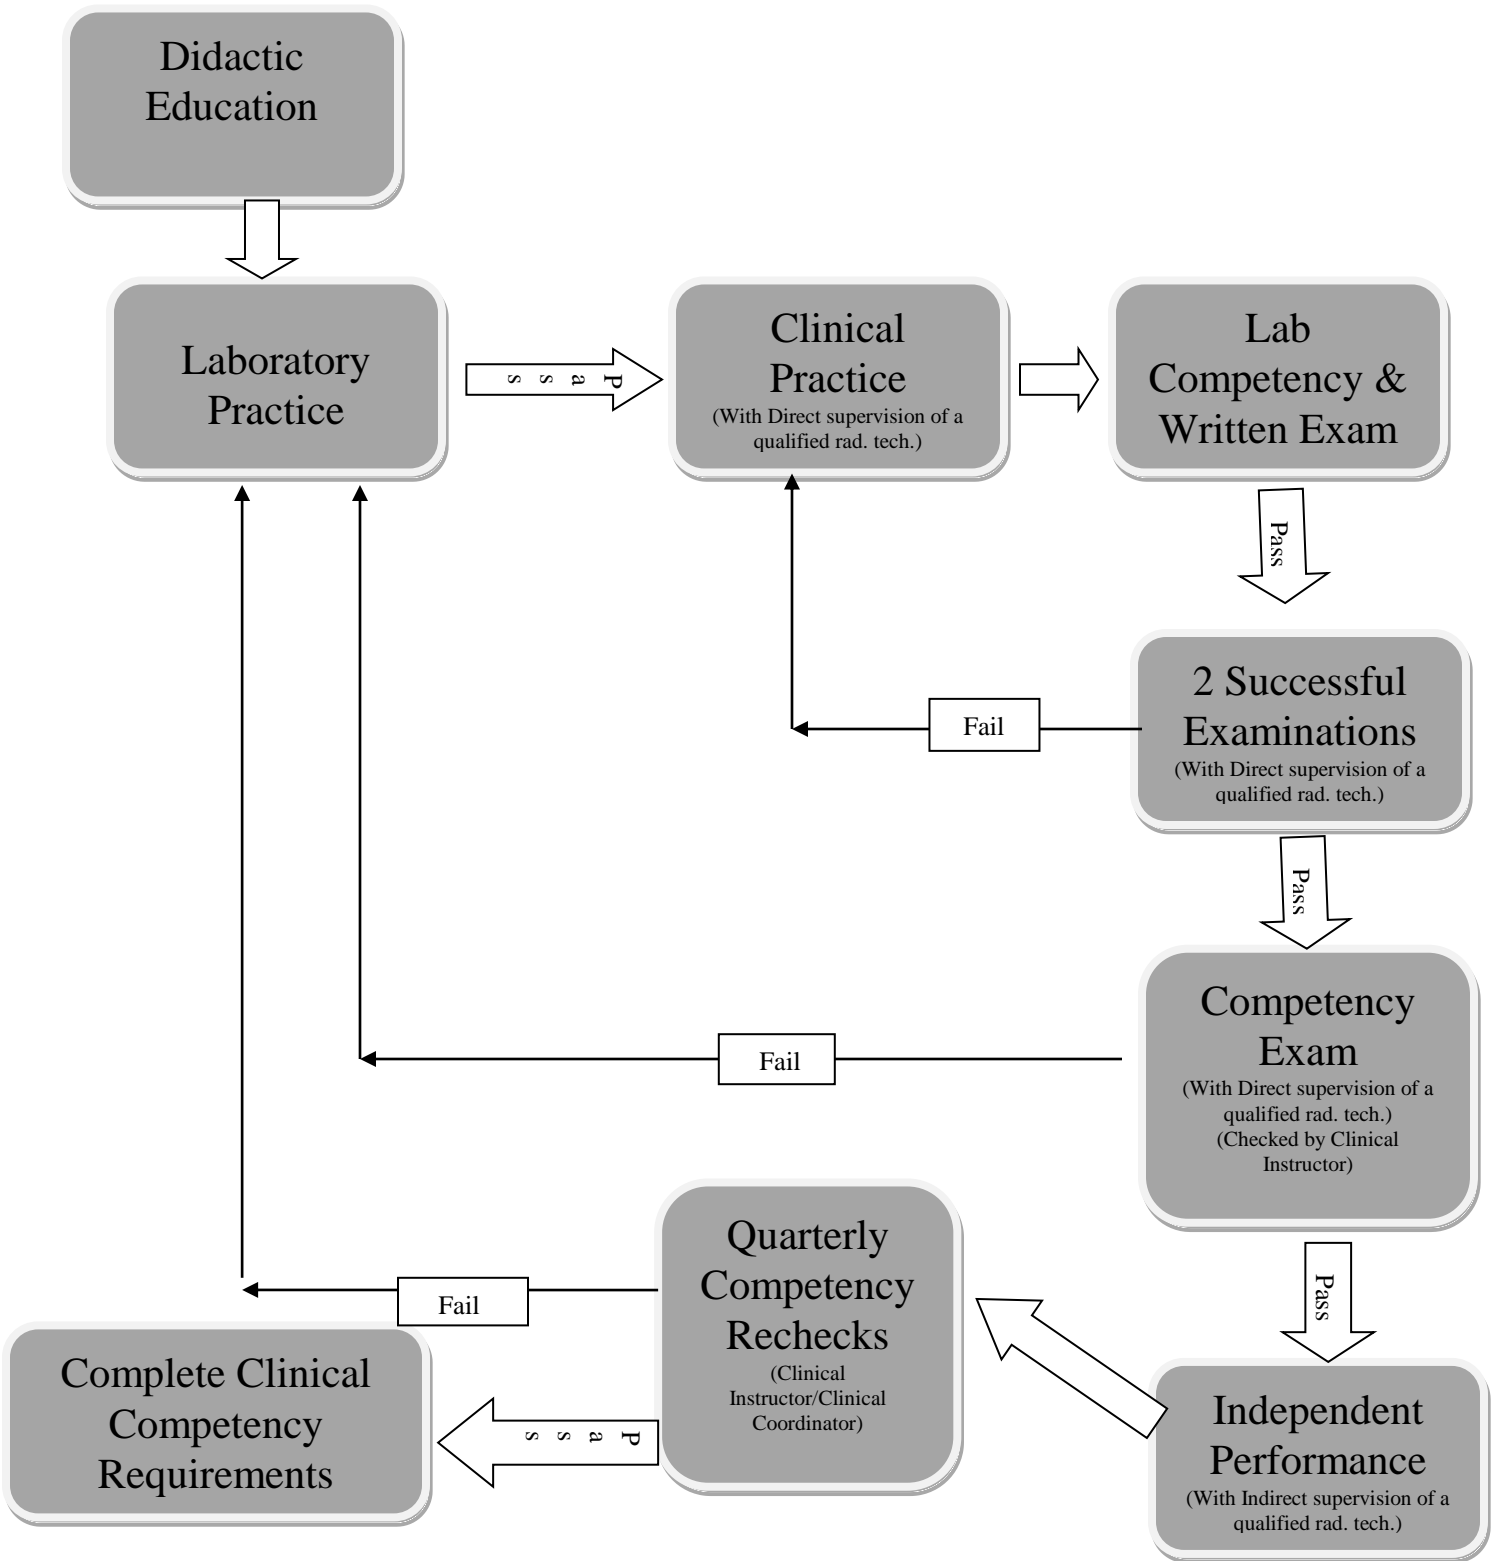 Didactic
Education
Laboratory
Practice
Pass
Clinical
Practice
(With Direct supervision of a
qualified rad. tech.)
Lab
Competency &
Written Exam
Pass
2 Successful
Examinations
(With Direct supervision of a
qualified rad. tech.)
Fail
Pass
Competency
Exam
(With Direct supervision of a
qualified rad. tech.)
(Checked by Clinical
Instructor)
Fail
Pass
Independent
Performance
(With Indirect supervision of a
qualified rad. tech.)
Quarterly
Competency
Rechecks
(Clinical
Instructor/Clinical
Coordinator)
Fail
Pass
Complete Clinical
Competency
Requirements